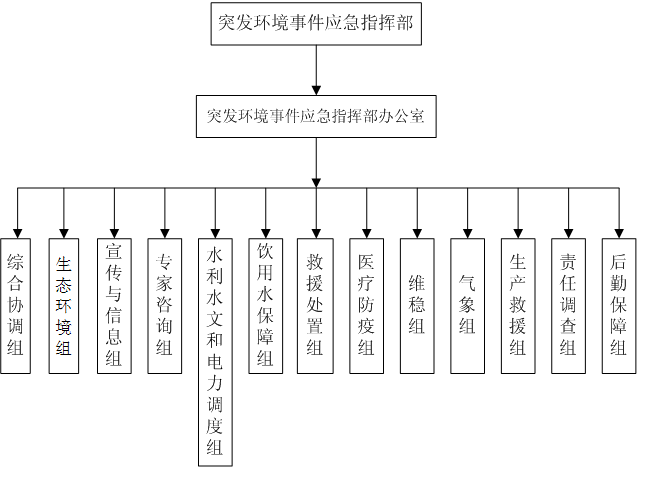 突发环境事件应急指挥部
突发环境事件应急指挥部办公室
综合协调组
生态环境组
宣传与信息组
专家咨询组
水利水文和电力调度组
饮用水保障组
救援处置组
医疗防疫组
维稳组
气象组
生产救援组
责任调查组
后勤保障组